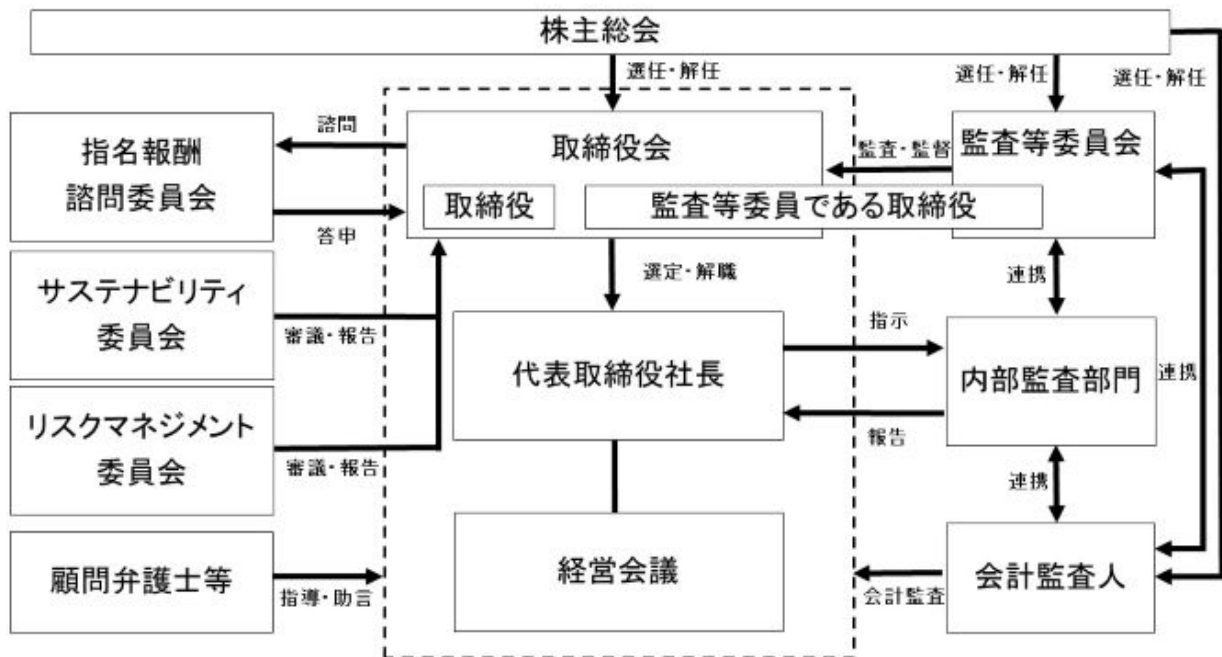 株主総会
選任・解任
選任・解任
選任・解任
指名報酬
諮問委員会
諮問
答申
取締役会
取締役
監査等委員である取締役
監査・監督
監査等委員会
サステナビリティ
委員会
審議・報告
選定・解職
連携
代表取締役社長
指示
報告
内部監査部門
連携
リスクマネジメント
委員会
審議・報告
連携
顧問弁護士等
指導・助言
経営会議
会計監査
会計監査人